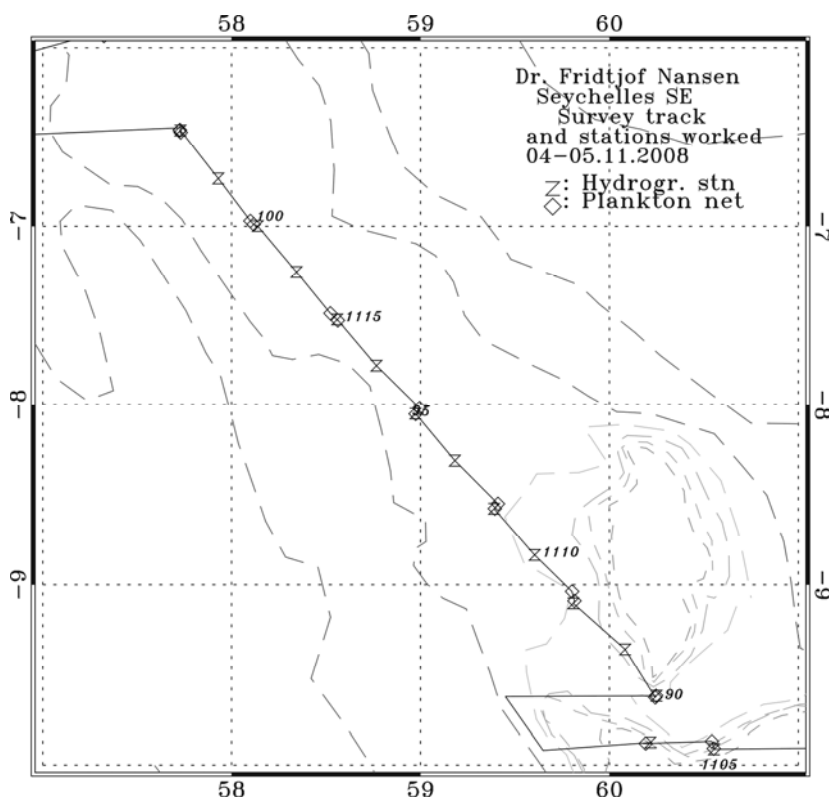 58 59 60
Dr. Fridtjof Nansen
Seychelles SE
Survey track
and stations worked
04-05.11.2008
: Hydrogr. stn
: Plankton net
100
-7 -7
1115
-8 -8
95
1110
-9 -9
90
1105
58 59 60